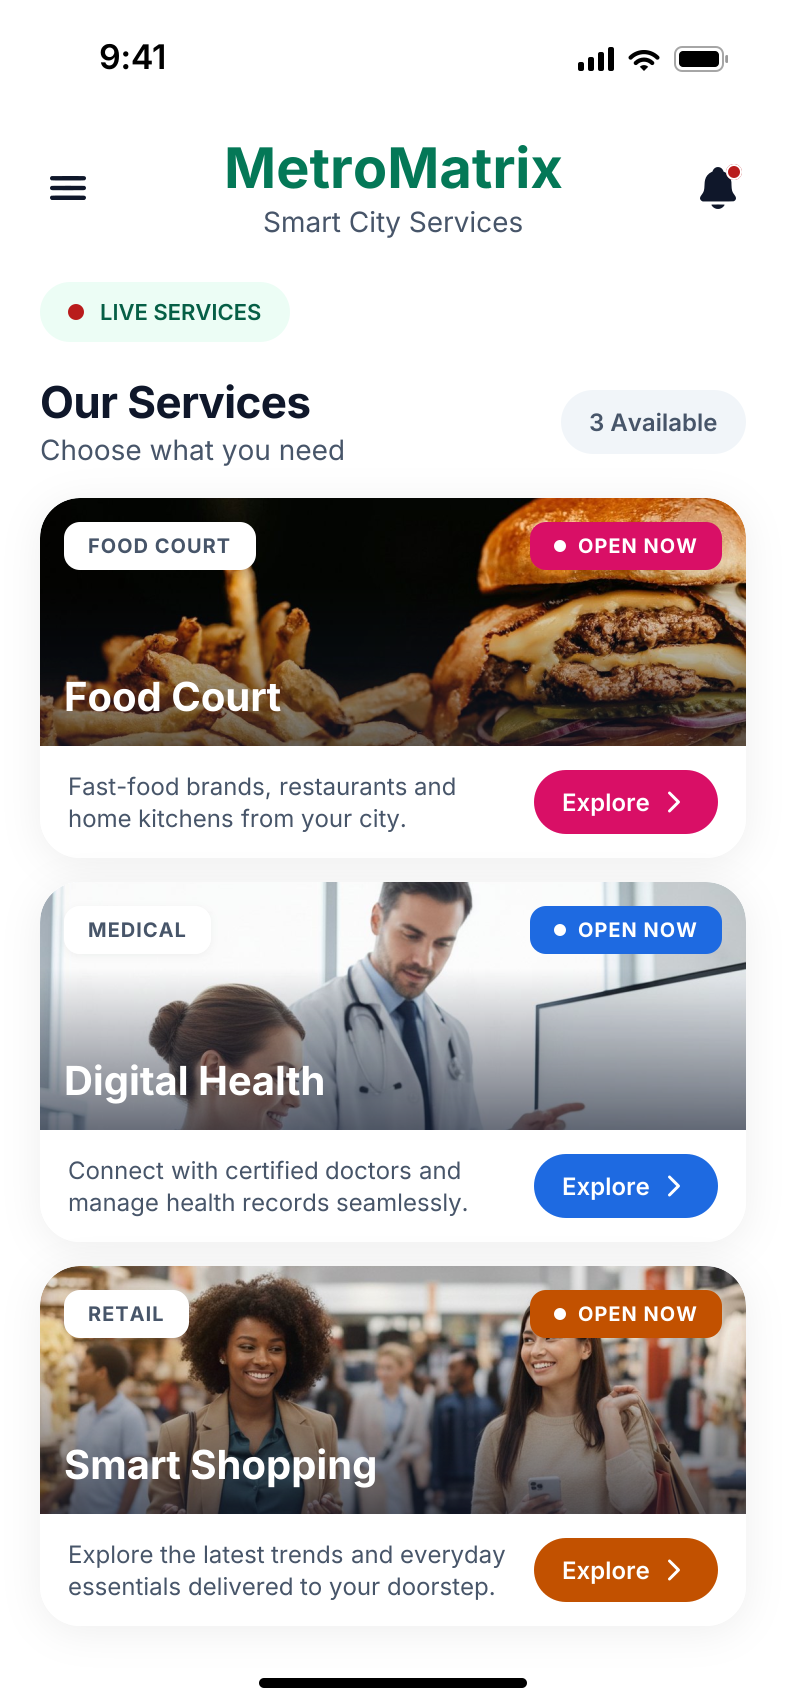 9:41
MetroMatrix
Smart City Services
LIVE SERVICES
Our Services
Choose what you need
3 Available
FOOD COURT
OPEN NOW
Food Court
Fast-food brands, restaurants and
home kitchens from your city.
Explore
MEDICAL
OPEN NOW
Digital Health
Connect with certified doctors and
manage health records seamlessly.
Explore
RETAIL
OPEN NOW
Smart Shopping
Explore the latest trends and everyday
essentials delivered to your doorstep.
Explore